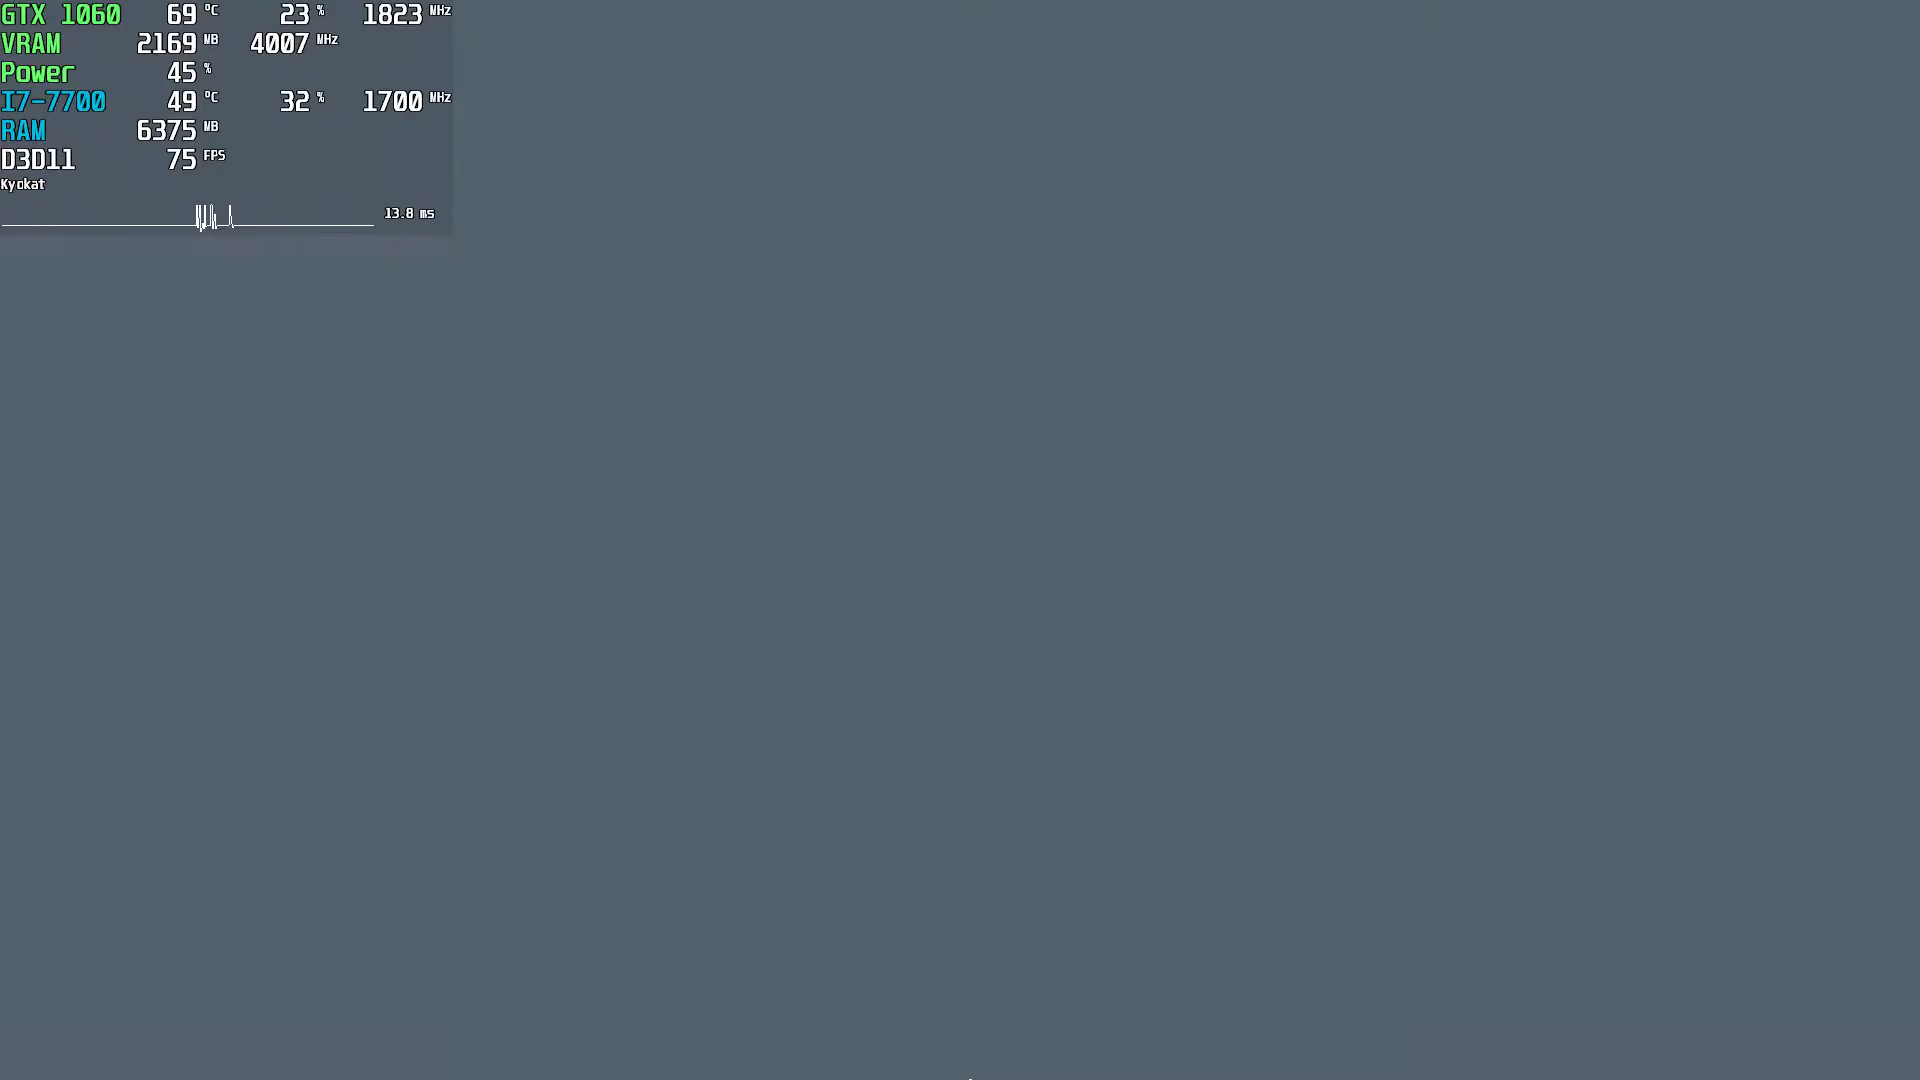 GTX 1060 69 °C 23 % 1823 MHz
VRAM 2169 MB 4007 MHz
Power 45 %
I7-7700 49 °C 32 % 1700 MHz
RAM 6375 MB
D3D11 75 FPS
Kyokat
13.8 ms